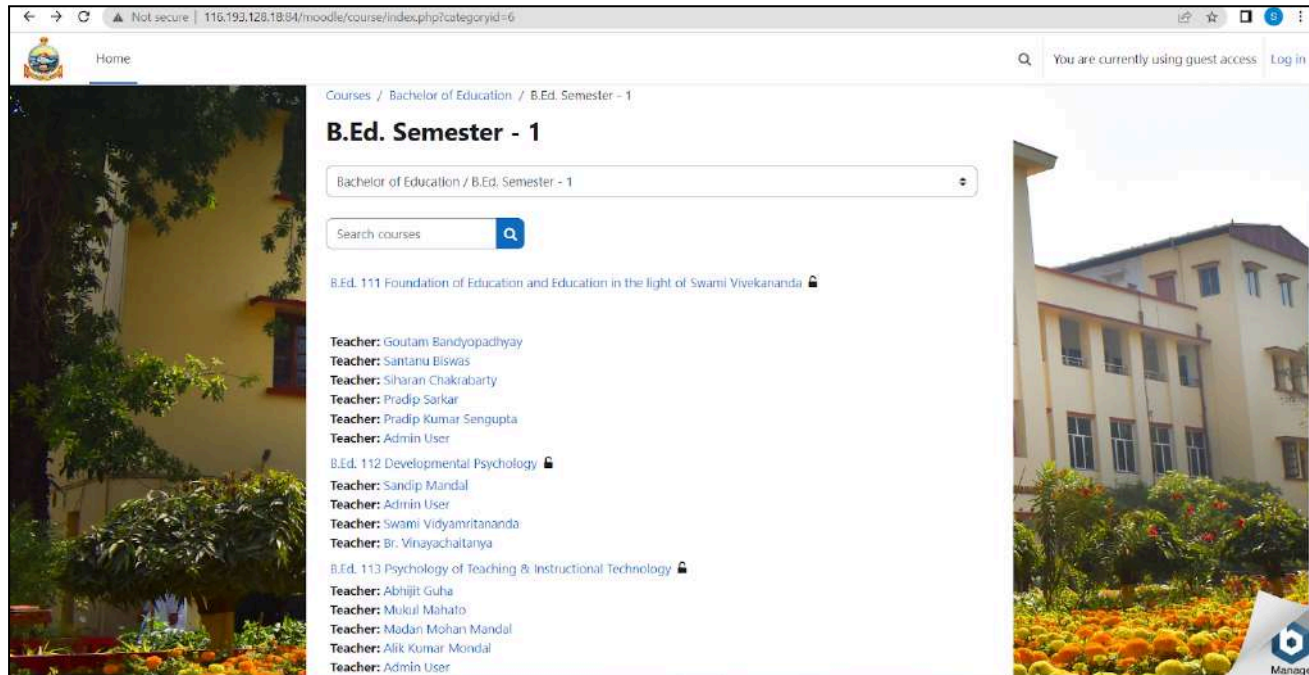 Not secure | 116.193.128.18:84/moodle/course/index.php?categoryid=6
S
Home
You are currently using guest access
Log in
Courses / Bachelor of Education / B.Ed. Semester - 1
B.Ed. Semester - 1
Bachelor of Education / B.Ed. Semester - 1
Search courses
B.Ed. 111 Foundation of Education and Education in the light of Swami Vivekananda
Teacher: Goutam Bandyopadhyay
Teacher: Santanu Biswas
Teacher: Siharan Chakrabarty
Teacher: Pradip Sarkar
Teacher: Pradip Kumar Sengupta
Teacher: Admin User
B.Ed. 112 Developmental Psychology
Teacher: Sandip Mandal
Teacher: Admin User
Teacher: Swami Vidyamritananda
Teacher: Br. Vinayachaitanya
B.Ed. 113 Psychology of Teaching & Instructional Technology
Teacher: Abhijit Guha
Teacher: Mukul Mahato
Teacher: Madan Mohan Mandal
Teacher: Alik Kumar Mondal
Teacher: Admin User
Manage